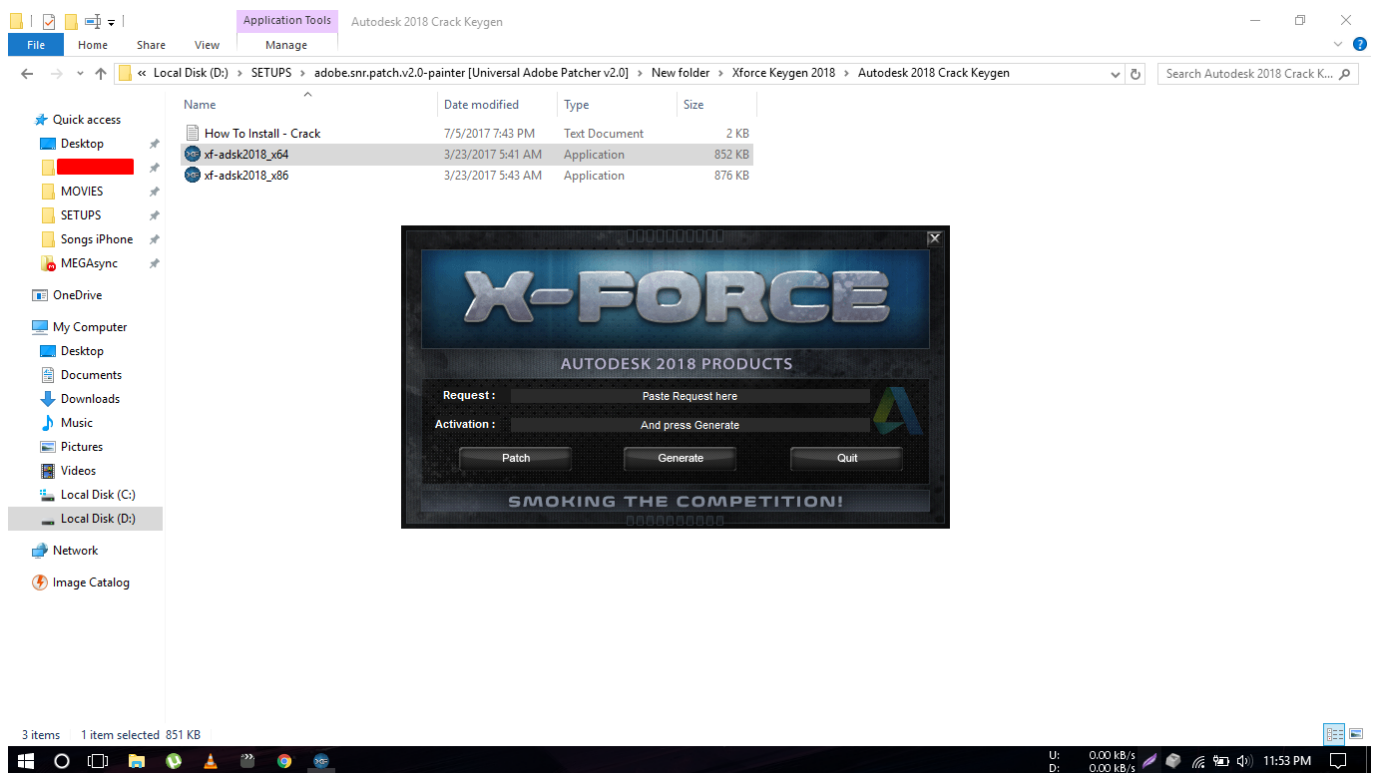 Application Tools
Autodesk 2018 Crack Keygen
File
Home
Share
View
Manage
« Local Disk (D:) › SETUPS › adobe.snr.patch.v2.0-painter [Universal Adobe Patcher v2.0] › New folder › Xforce Keygen 2018 › Autodesk 2018 Crack Keygen
Search Autodesk 2018 Crack K...
Name
Date modified
Type
Size
How To Install - Crack 7/5/2017 7:43 PM Text Document 2 KB
xf-adsk2018_x64 3/23/2017 5:41 AM Application 852 KB
xf-adsk2018_x86 3/23/2017 5:43 AM Application 876 KB
Quick access
Desktop
MOVIES
SETUPS
Songs iPhone
MEGAsync
OneDrive
My Computer
Desktop
Documents
Downloads
Music
Pictures
Videos
Local Disk (C:)
Local Disk (D:)
Network
Image Catalog
X-FORCE
AUTODESK 2018 PRODUCTS
Request : Paste Request here
Activation : And press Generate
Patch
Generate
Quit
SMOKING THE COMPETITION!
3 items
1 item selected 851 KB
U: 0.00 kB/s
D: 0.00 kB/s
11:53 PM